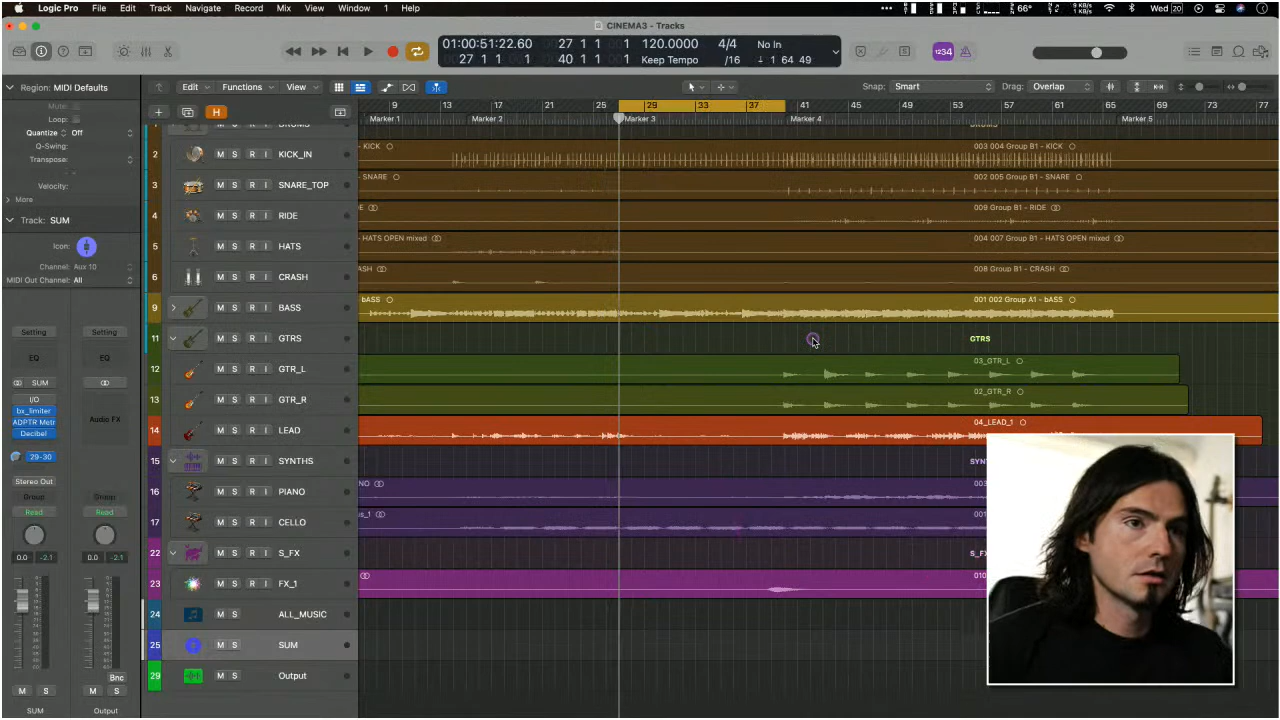 Logic Pro File Edit Track Navigate Record Mix View Window 1 Help
66° Wed 20
CINEMA3 - Tracks
01:00:51:22.60 27 1 1 1 120.0000 4/4 No In
27 1 1 1 40 1 1 1 Keep Tempo /16 1 64 49
1234
Region: MIDI Defaults
Edit Functions View
Snap: Smart
Drag: Overlap
Mute:
Loop:
Quantize Off
Q-Swing:
Transpose:
Velocity:
More
H
9 13 17 21 25 29 33 37 41 45 49 53 57 61 65 69 73 77
Marker 1 Marker 2 Marker 3 Marker 4 Marker 5
Track: SUM
Icon:
Channel: Aux 10
MIDI Out Channel: All
1 DRUMS DRUMS
2 M S R I KICK_IN - KICK 003 004 Group B1 - KICK
3 M S R I SNARE_TOP - SNARE 002 005 Group B1 - SNARE
4 M S R I RIDE 009 Group B1 - RIDE
5 M S R I HATS - HATS OPEN mixed 004 007 Group B1 - HATS OPEN mixed
6 M S R I CRASH ASH 008 Group B1 - CRASH
9 M S R I BASS bASS 001 002 Group A1 - bASS
11 M S R I GTRS GTRS
12 M S R I GTR_L 03_GTR_L
13 M S R I GTR_R 02_GTR_R
14 M S R I LEAD 04_LEAD_1
15 M S R I SYNTHS SYN
16 M S R I PIANO NO 003
17 M S R I CELLO s_1 001
22 M S R I S_FX S_FX
23 M S R I FX_1 010
24 M S ALL_MUSIC
25 M S SUM
29 M S Output
Setting Setting
EQ EQ
SUM
I/O
bx_limiter
ADPTR Metr Audio FX
Decibel
29-30
Stereo Out
Group Group
Read Read
0.0 -2.1 0.0 -2.1
Bnc
M S M S
SUM Output